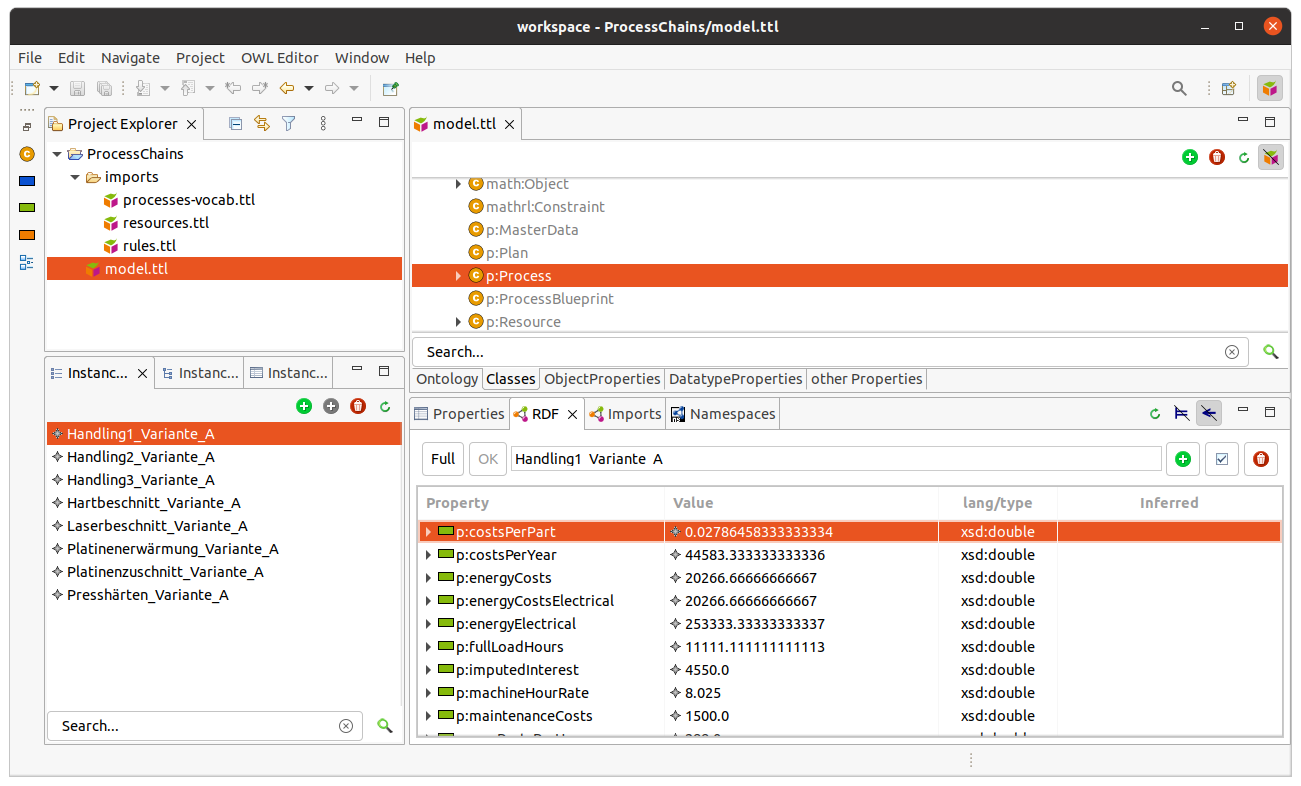 workspace - ProcessChains/model.ttl
File Edit Navigate Project OWL Editor Window Help
Project Explorer
ProcessChains
imports
processes-vocab.ttl
resources.ttl
rules.ttl
model.ttl
Instanc... Instanc... Instanc...
Handling1_Variante_A
Handling2_Variante_A
Handling3_Variante_A
Hartbeschnitt_Variante_A
Laserbeschnitt_Variante_A
Platinenerwärmung_Variante_A
Platinenzuschnitt_Variante_A
Presshärten_Variante_A
Search...
model.ttl
math:Object
mathrl:Constraint
p:MasterData
p:Plan
p:Process
p:ProcessBlueprint
p:Resource
Search...
Ontology Classes ObjectProperties DatatypeProperties other Properties
Properties RDF Imports Namespaces
Full OK Handling1_Variante_A
Property Value lang/type Inferred
p:costsPerPart 0.02786458333333334 xsd:double
p:costsPerYear 44583.333333333336 xsd:double
p:energyCosts 20266.66666666667 xsd:double
p:energyCostsElectrical 20266.66666666667 xsd:double
p:energyElectrical 253333.33333333337 xsd:double
p:fullLoadHours 11111.111111111113 xsd:double
p:imputedInterest 4550.0 xsd:double
p:machineHourRate 8.025 xsd:double
p:maintenanceCosts 1500.0 xsd:double